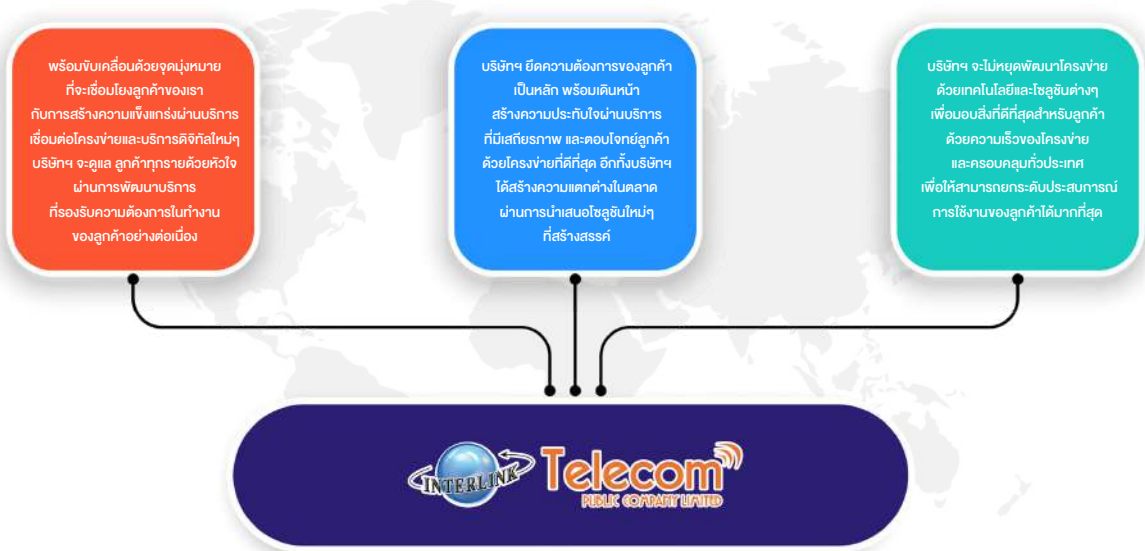 พร้อมขับเคลื่อนด้วยจุดมุ่งหมาย
ที่จะเชื่อมโยงลูกค้าของเรา
กับการสร้างความแข็งแกร่งผ่านบริการ
เชื่อมต่อโครงข่ายและบริการดิจิทัลใหม่ๆ
บริษัทฯ จะดูแล ลูกค้าทุกรายด้วยหัวใจ
ผ่านการพัฒนาบริการ
ที่รองรับความต้องการในทำงาน
ของลูกค้าอย่างต่อเนื่อง
บริษัทฯ ยึดความต้องการของลูกค้า
เป็นหลัก พร้อมเดินหน้า
สร้างความประทับใจผ่านบริการ
ที่มีเสถียรภาพ และตอบโจทย์ลูกค้า
ด้วยโครงข่ายที่ดีที่สุด อีกทั้งบริษัทฯ
ได้สร้างความแตกต่างในตลาด
ผ่านการนำเสนอโซลูชันใหม่ๆ
ที่สร้างสรรค์
บริษัทฯ จะไม่หยุดพัฒนาโครงข่าย
ด้วยเทคโนโลยีและโซลูชันต่างๆ
เพื่อมอบสิ่งที่ดีที่สุดสำหรับลูกค้า
ด้วยความเร็วของโครงข่าย
และครอบคลุมทั่วประเทศ
เพื่อให้สามารถยกระดับประสบการณ์
การใช้งานของลูกค้าได้มากที่สุด
INTERLINK Telecom
PUBLIC COMPANY LIMITED